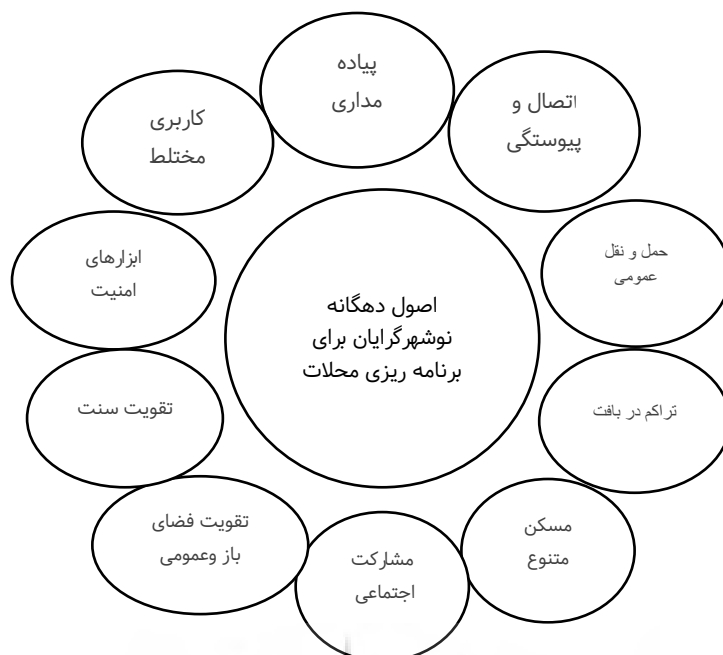 پیاده
مداری
اتصال و
پیوستگی
حمل و نقل
عمومی
تراکم در بافت
مسکن
متنوع
مشارکت
اجتماعی
تقویت فضای
باز وعمومی
تقویت سنت
ابزارهای
امنیت
کاربری
مختلط
اصول دهگانه
نوشهرگرایان برای
برنامه ریزی محلات